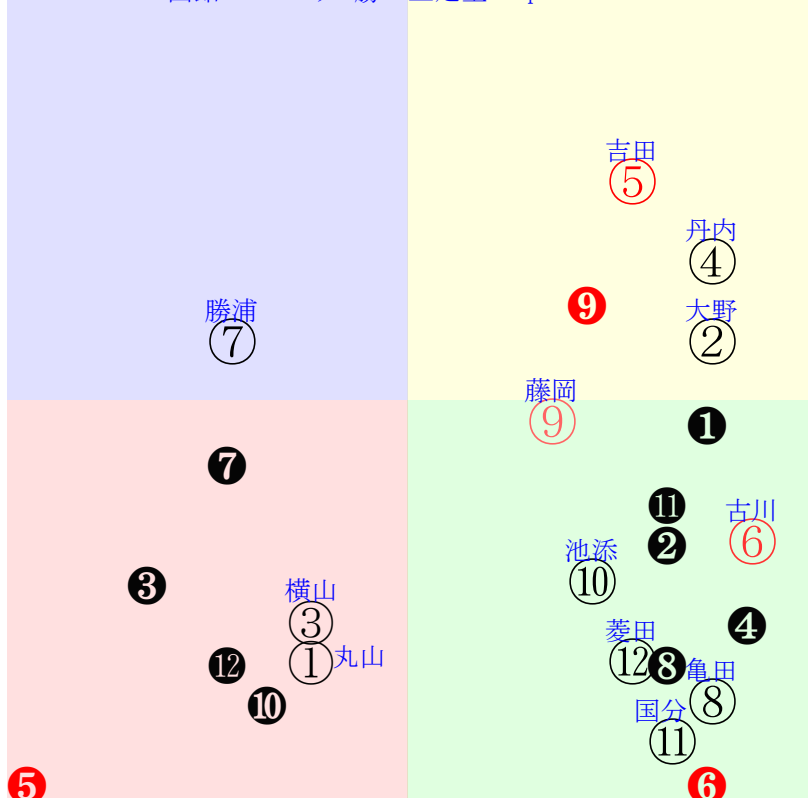 吉田
⑤
丹内
④
❾
勝浦
⑦
大野
②
藤岡
⑨
❶
❼
⓫
古川
⑥
❷
池添
⑩
❸
横山
③
❹
菱田
⑫
❽
⓬
①丸山
亀田
⑧
❿
国分
⑪
❺
❻